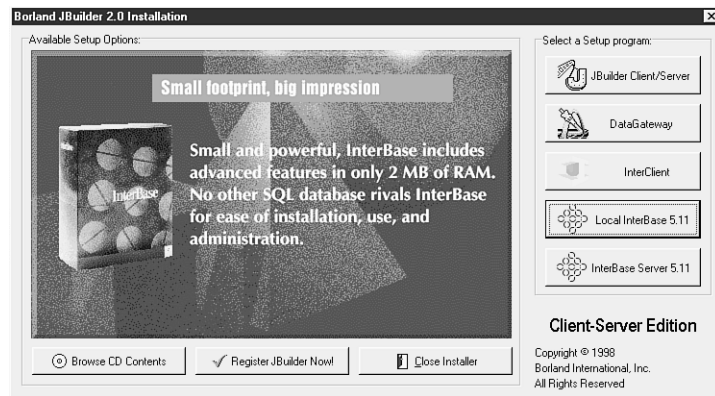 Borland JBuilder 2.0 Installation
Available Setup Options:
Small footprint, big impression
InterBase
Small and powerful, InterBase includes
advanced features in only 2 MB of RAM.
No other SQL database rivals InterBase
for ease of installation, use, and
administration.
Browse CD Contents
Register JBuilder Now!
Close Installer
Select a Setup program:
JBuilder Client/Server
DataGateway
InterClient
Local InterBase 5.11
InterBase Server 5.11
Client-Server Edition
Copyright © 1998
Borland International, Inc.
All Rights Reserved